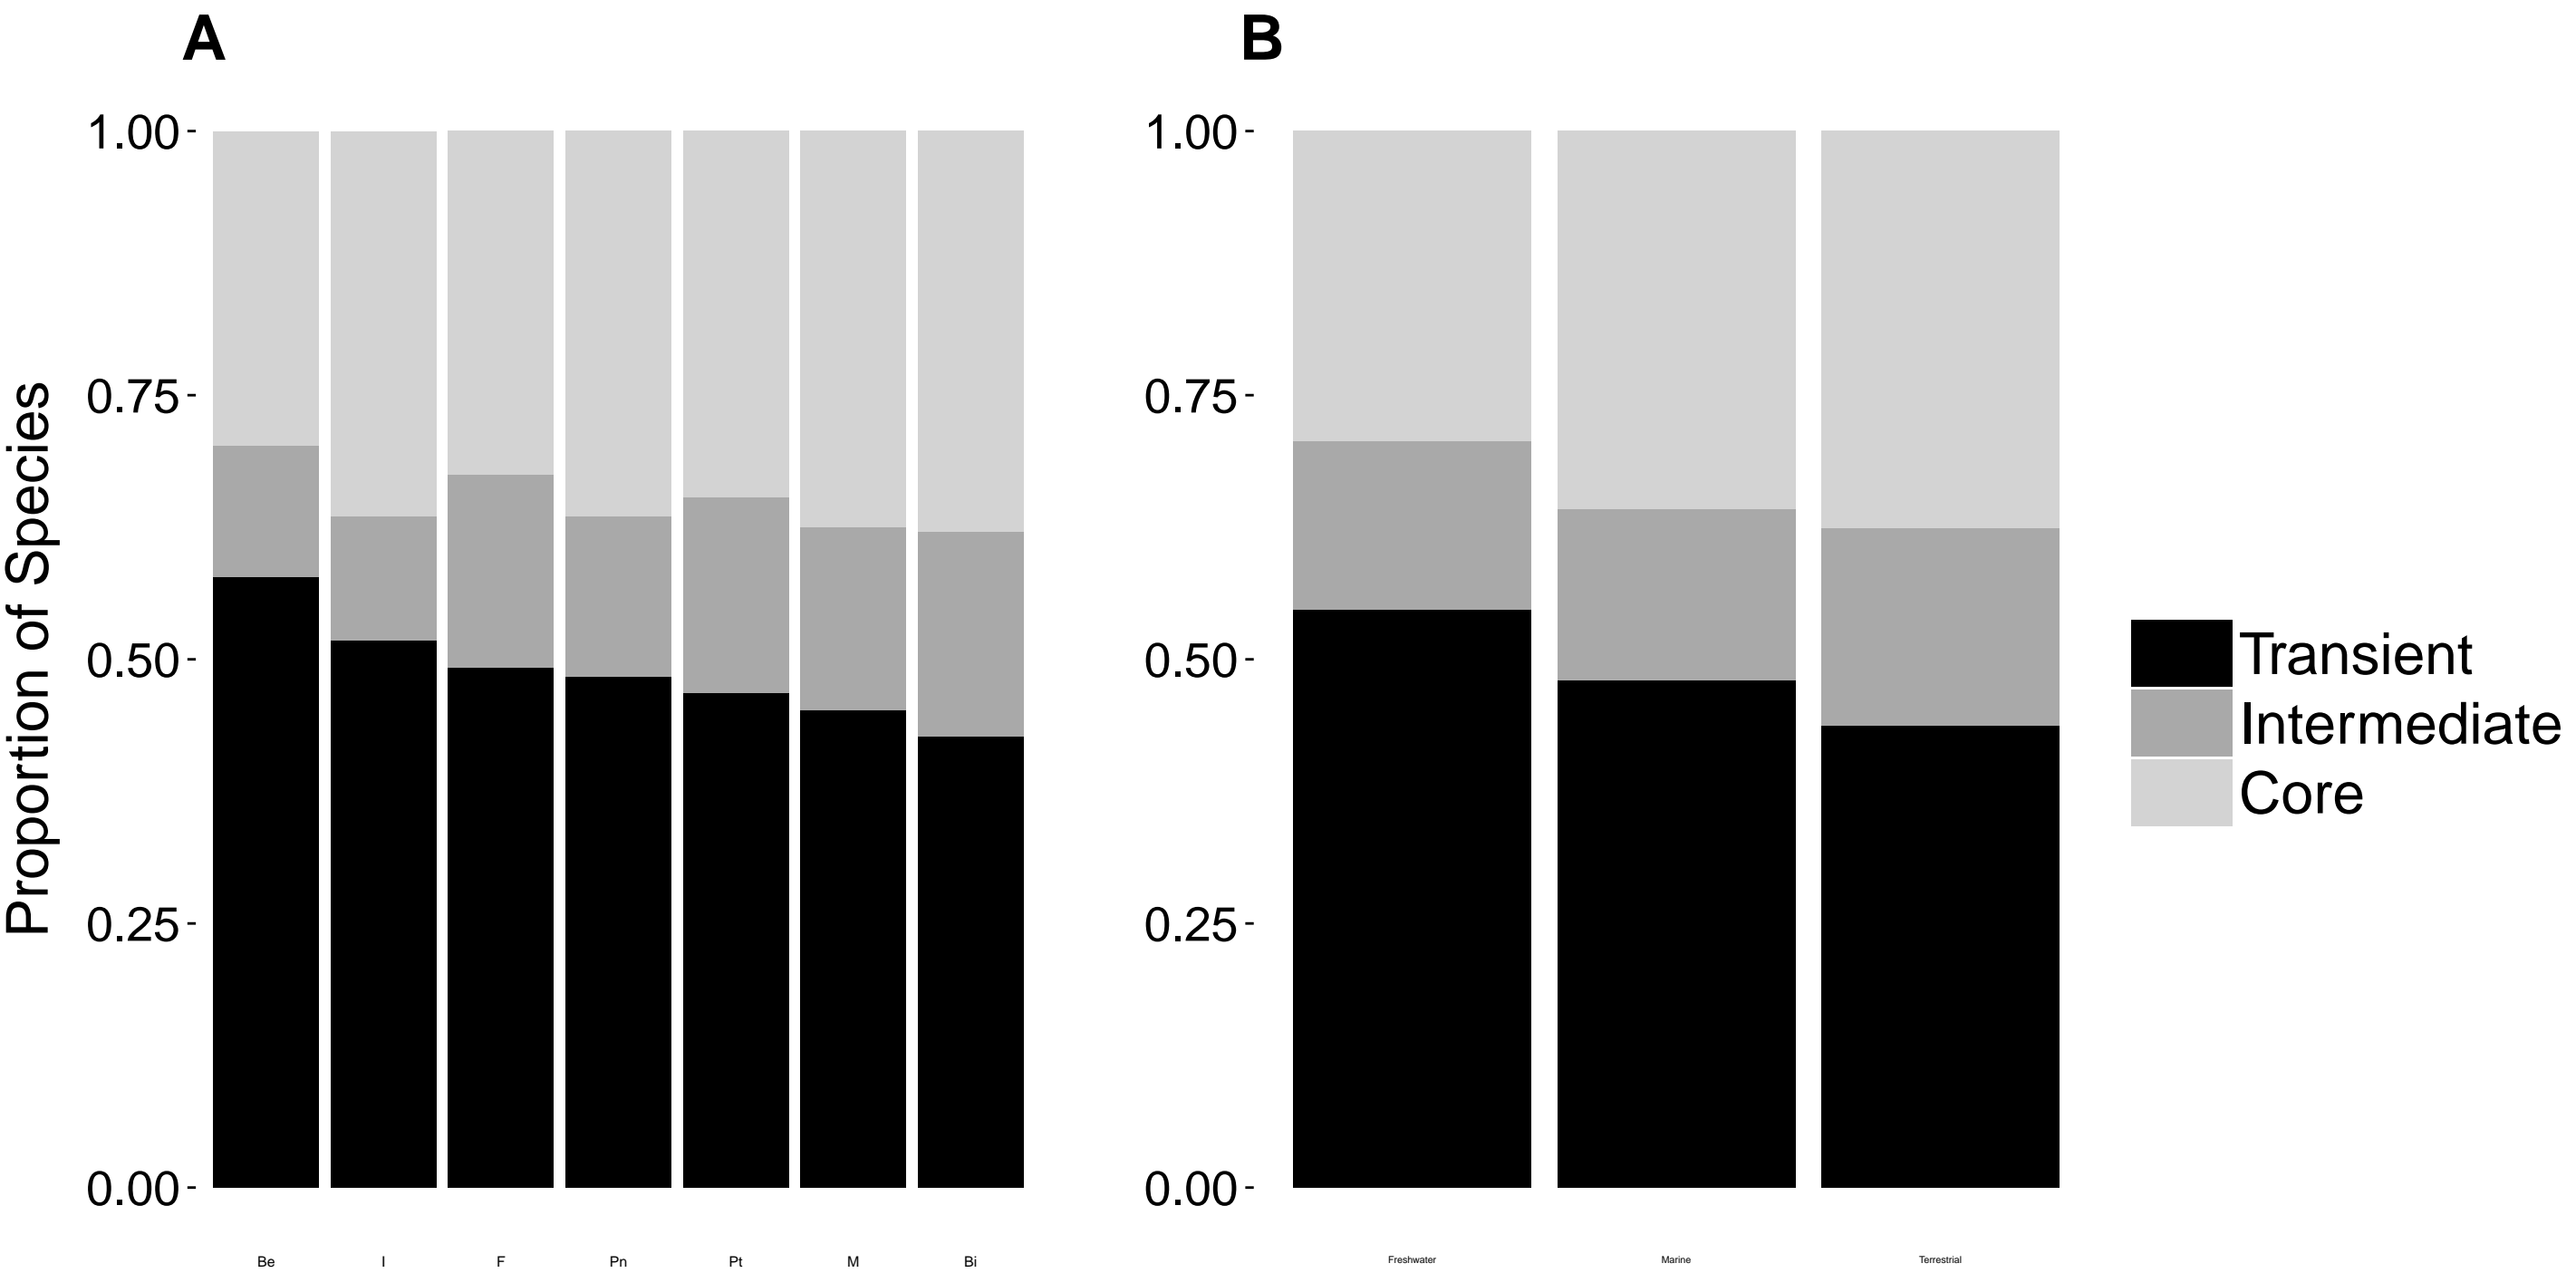 A
B
Proportion of Species
1.00
0.75
0.50
0.25
0.00
Be I F Pn Pt M Bi
1.00
0.75
0.50
0.25
0.00
Freshwater Marine Terrestrial
Transient
Intermediate
Core